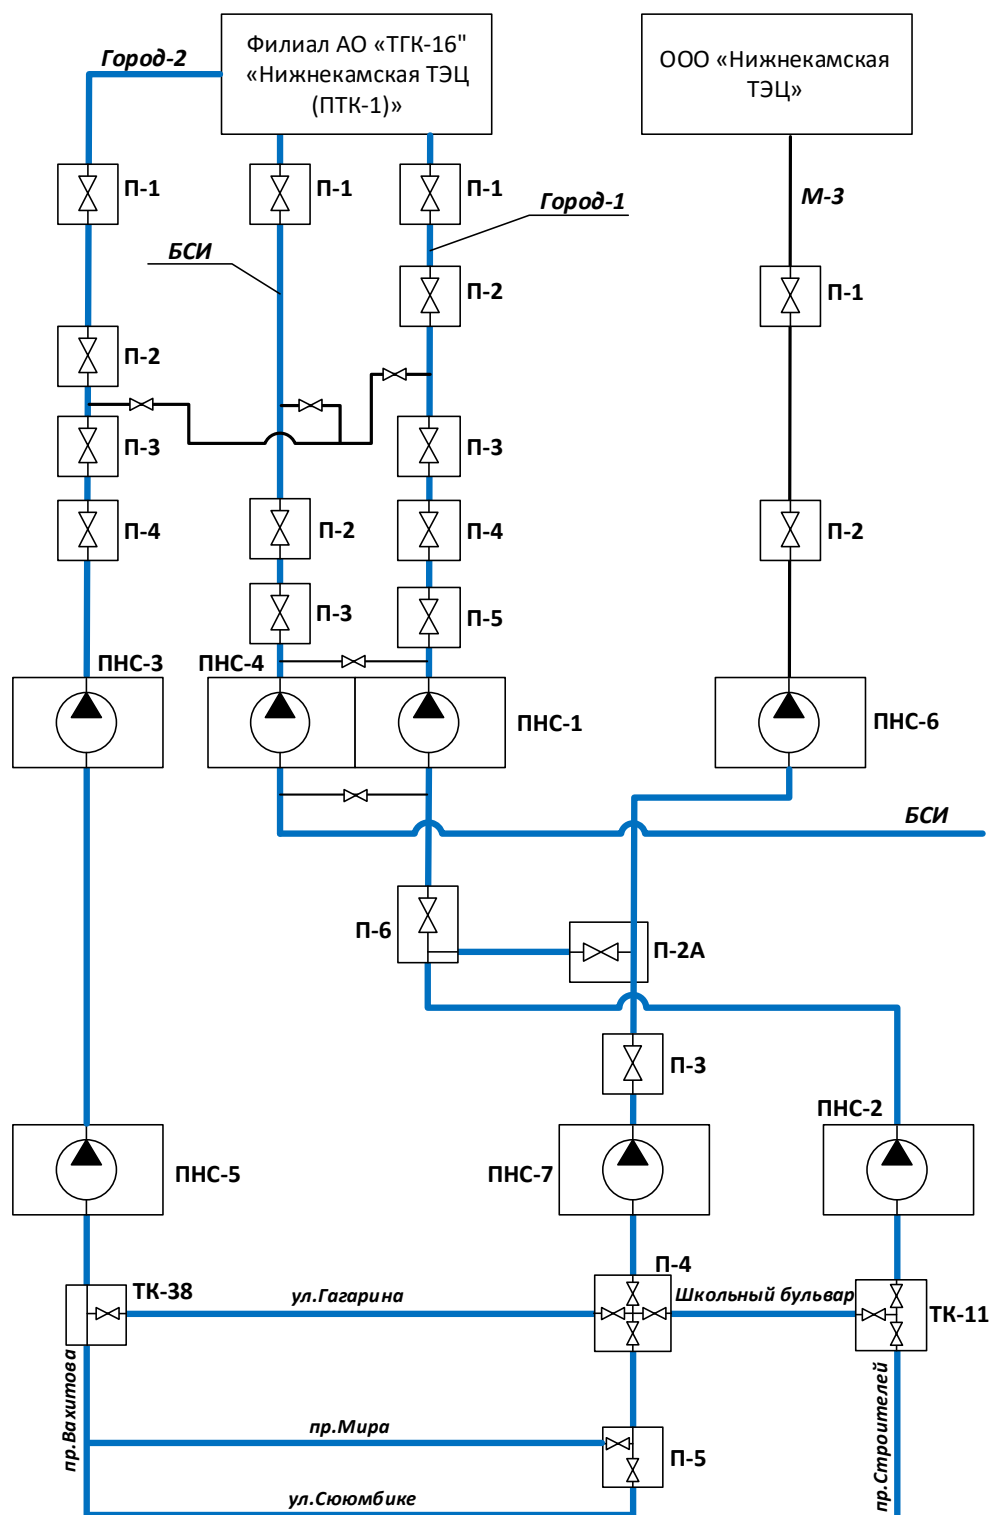 Город-2
Филиал АО «ТГК-16"
«Нижнекамская ТЭЦ
(ПТК-1)»
ООО «Нижнекамская
ТЭЦ»
П-1
П-1
П-1
М-3
Город-1
БСИ
П-2
П-1
П-2
П-3
П-3
П-4
П-2
П-4
П-2
П-3
П-5
ПНС-3
ПНС-4
ПНС-1
ПНС-6
БСИ
П-6
П-2А
П-3
ПНС-2
ПНС-5
ПНС-7
П-4
ТК-38
ул.Гагарина
Школьный бульвар
ТК-11
пр.Вахитова
пр.Мира
П-5
пр.Строителей
ул.Сююмбике